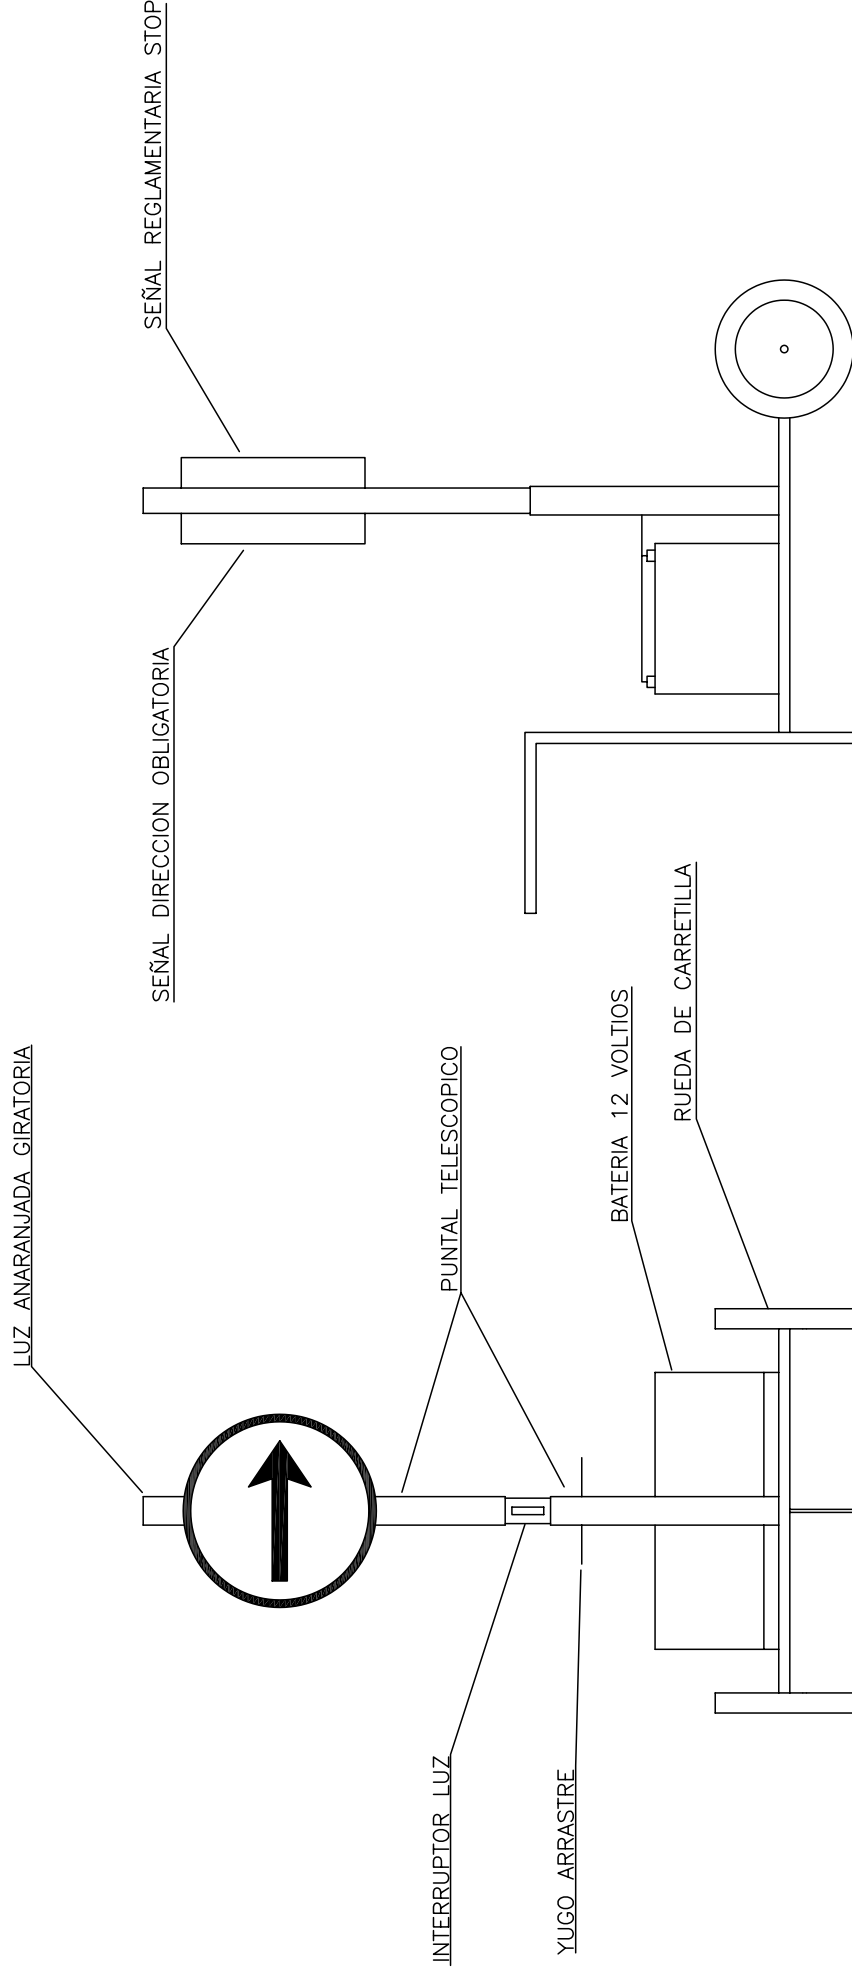 LUZ ANARANJADA GIRATORIA
SEÑAL DIRECCION OBLIGATORIA
SEÑAL REGLAMENTARIA STOP
INTERRUPTOR LUZ
PUNTAL TELESCOPICO
YUGO ARRASTRE
BATERIA 12 VOLTIOS
RUEDA DE CARRETILLA